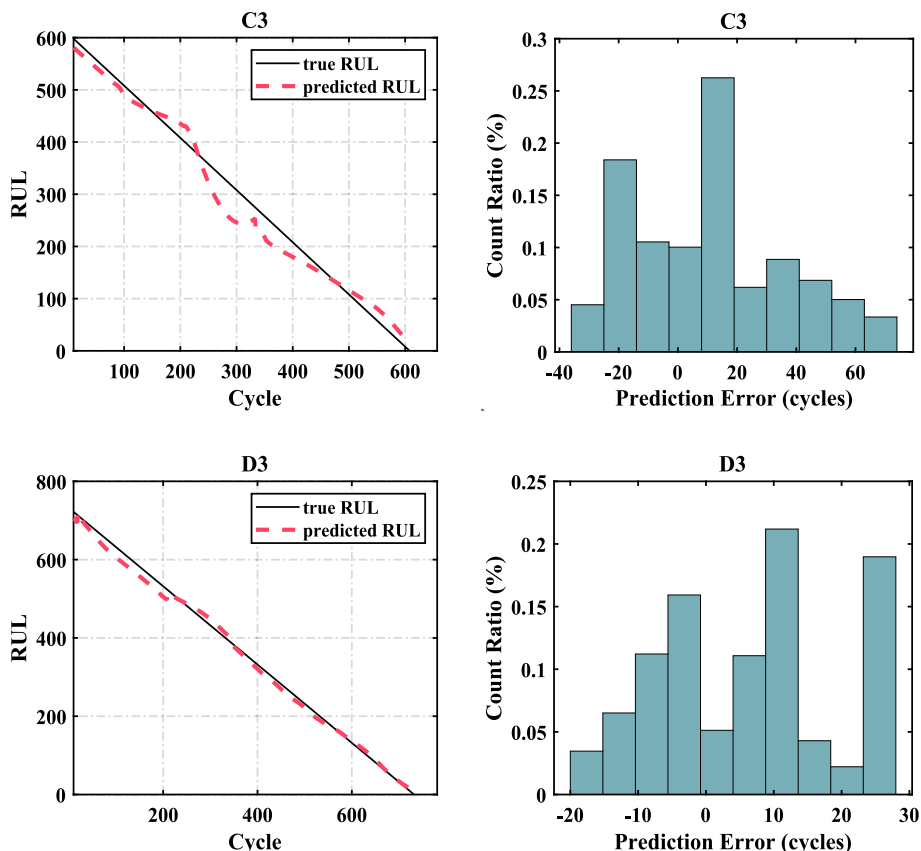 C3
600
500
400
300
200
100
0
RUL
true RUL
predicted RUL
100 200 300 400 500 600
Cycle
C3
0.3
0.25
0.2
0.15
0.1
0.05
0
Count Ratio (%)
-40 -20 0 20 40 60
Prediction Error (cycles)
D3
800
600
400
200
0
RUL
true RUL
predicted RUL
200 400 600
Cycle
D3
0.25
0.2
0.15
0.1
0.05
0
Count Ratio (%)
-20 -10 0 10 20 30
Prediction Error (cycles)